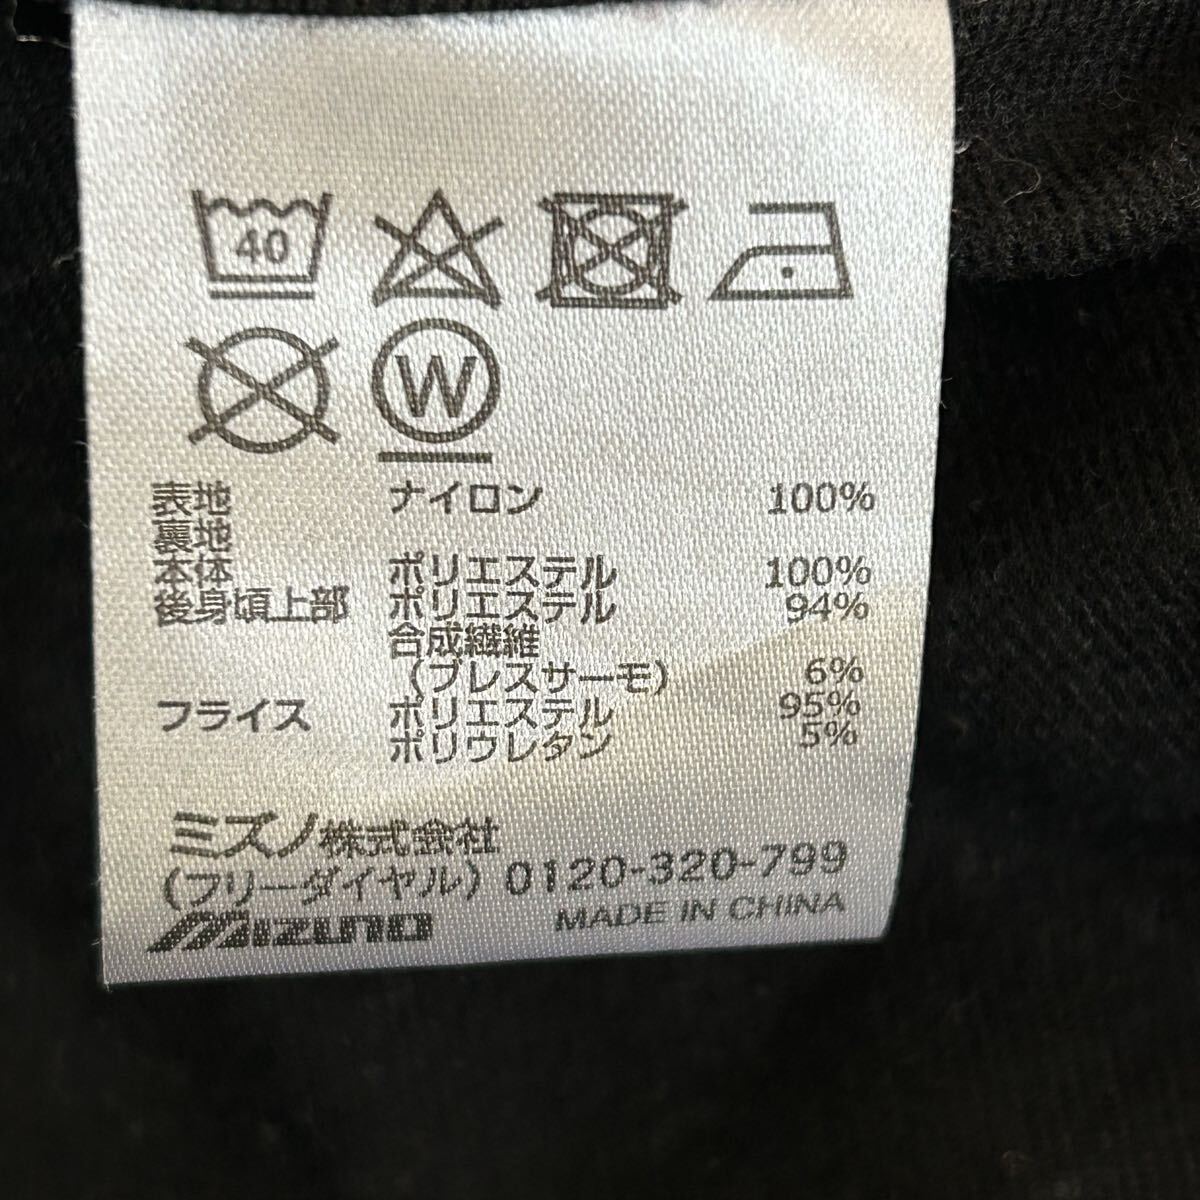 40
W
表地 ナイロン 100%
裏地
本体 ポリエステル 100%
後身頃上部 ポリエステル 94%
合成繊維
(ブレスサーモ) 6%
フライス ポリエステル 95%
ポリウレタン 5%
ミズノ株式会社
(フリーダイヤル) 0120-320-799
MIZUNO MADE IN CHINA